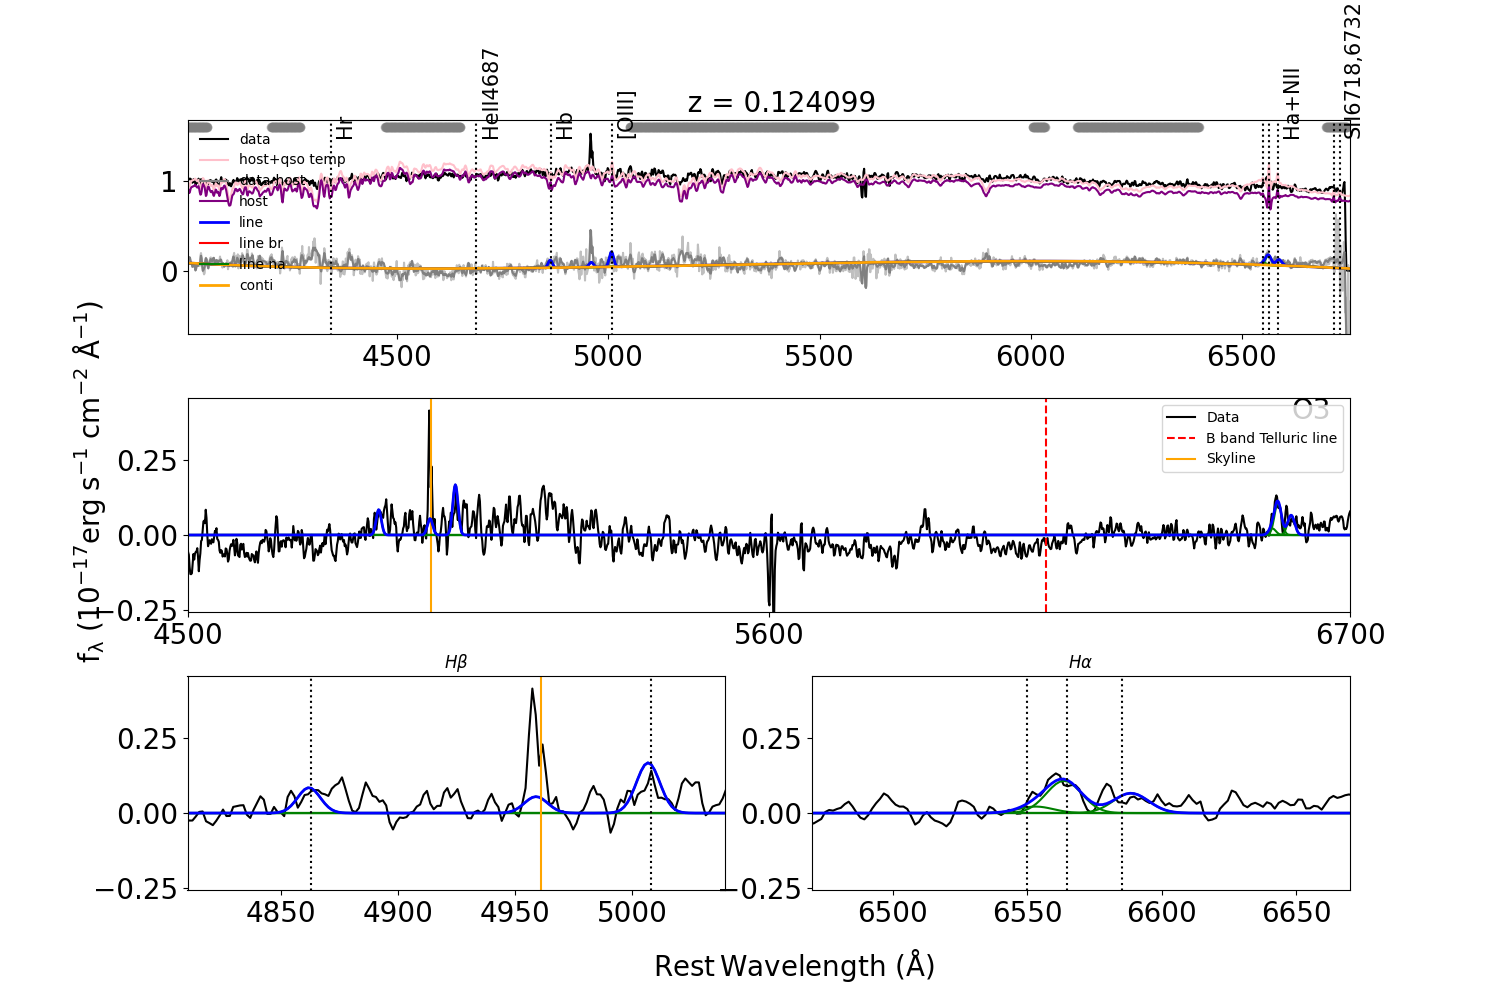 z = 0.124099
Hr
HeII4687
Hb
[OIII]
Ha+NII
SII6718,6732
data
host+qso temp
data-host
host
line
line br
line na
conti
1
0
4500 5000 5500 6000 6500
fλ (10−17erg s−1 cm−2 Å−1)
O3
Data
B band Telluric line
Skyline
0.25
0.00
−0.25
4500 5600 6700
Hβ
0.25
0.00
−0.25
4850 4900 4950 5000
Hα
0.25
0.00
−0.25
6500 6550 6600 6650
Rest Wavelength (Å)